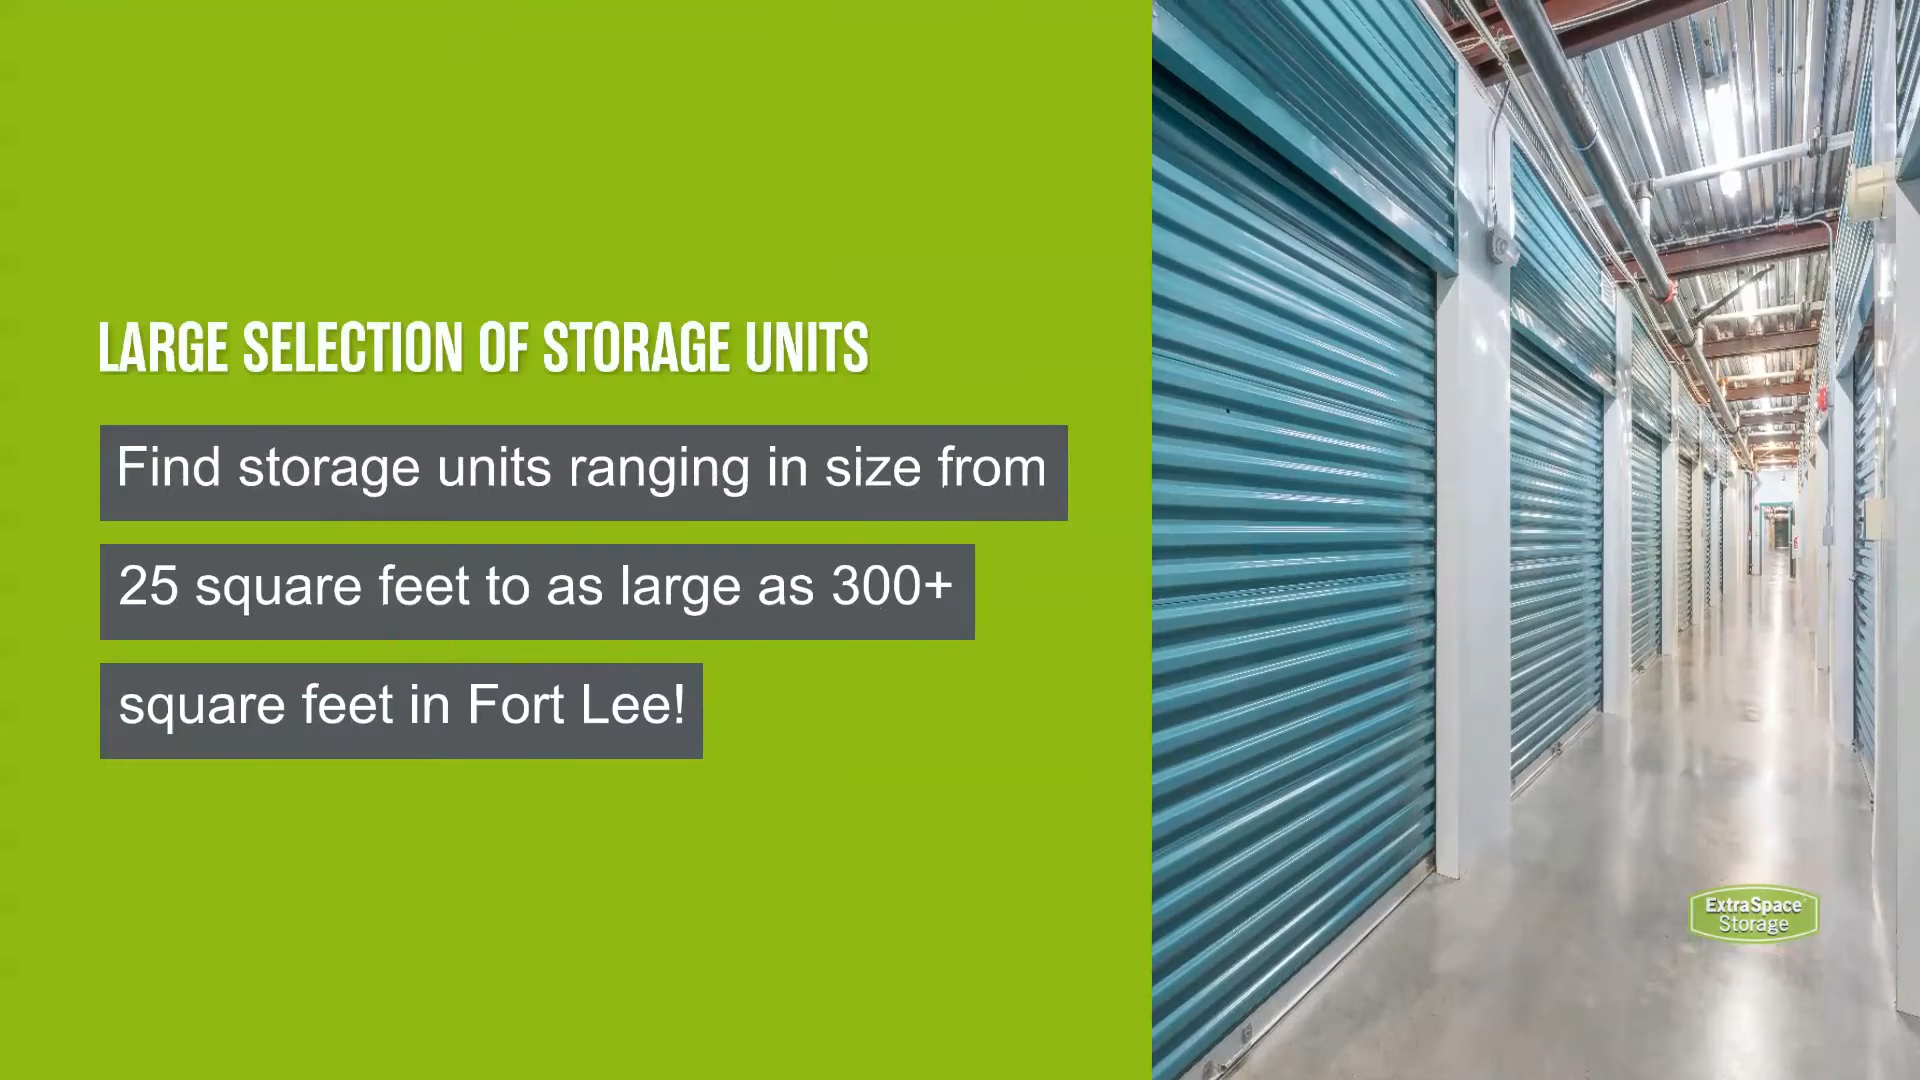 LARGE SELECTION OF STORAGE UNITS
Find storage units ranging in size from
25 square feet to as large as 300+
square feet in Fort Lee!
ExtraSpace
Storage